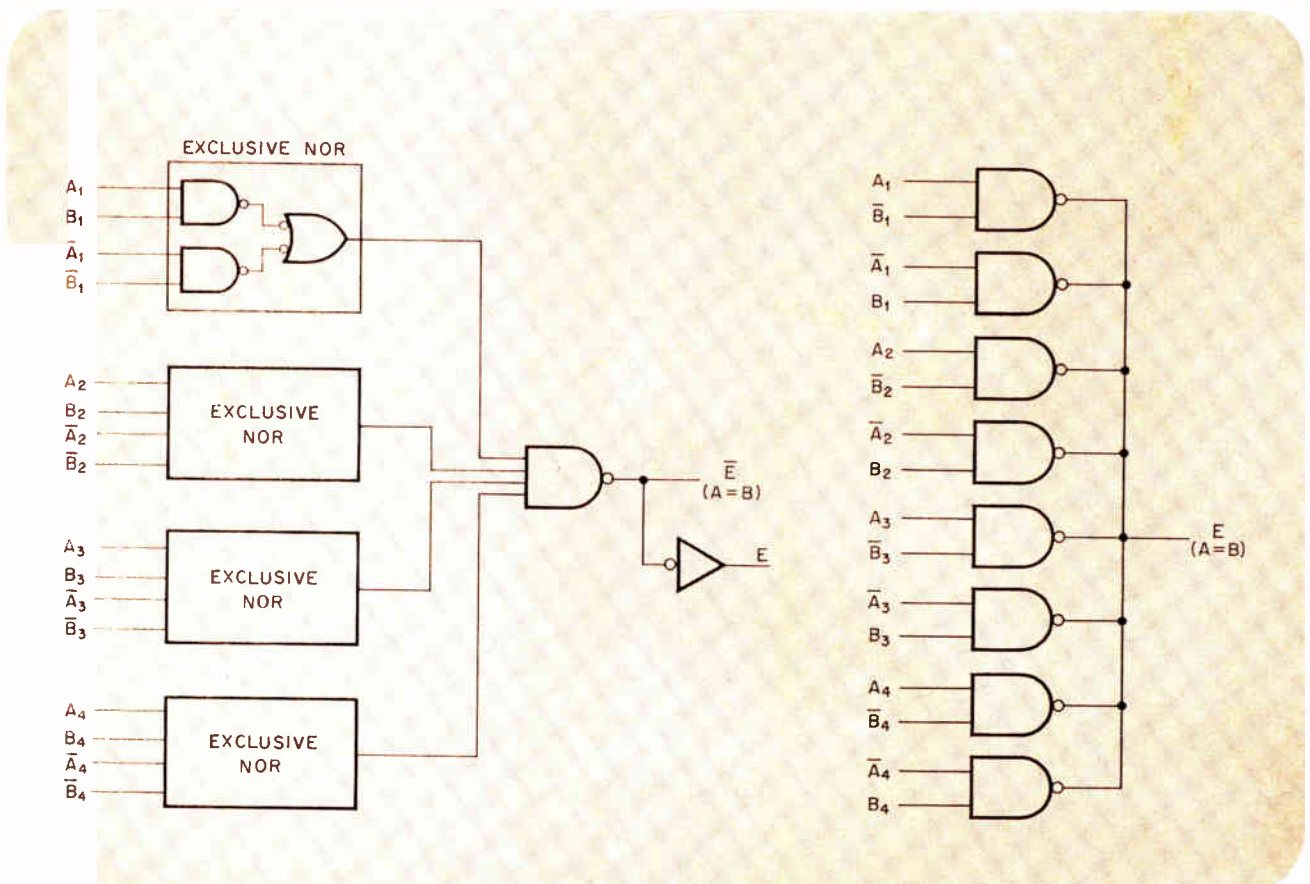 EXCLUSIVE NOR
A₁
B₁
Ā₁
B̄₁
A₂
B₂
Ā₂
B̄₂
EXCLUSIVE
NOR
A₃
B₃
Ā₃
B̄₃
EXCLUSIVE
NOR
A₄
B₄
Ā₄
B̄₄
EXCLUSIVE
NOR
Ē
(A=B)
E
A₁
B̄₁
Ā₁
B₁
A₂
B̄₂
Ā₂
B₂
A₃
B̄₃
Ā₃
B₃
A₄
B̄₄
Ā₄
B₄
E
(A=B)